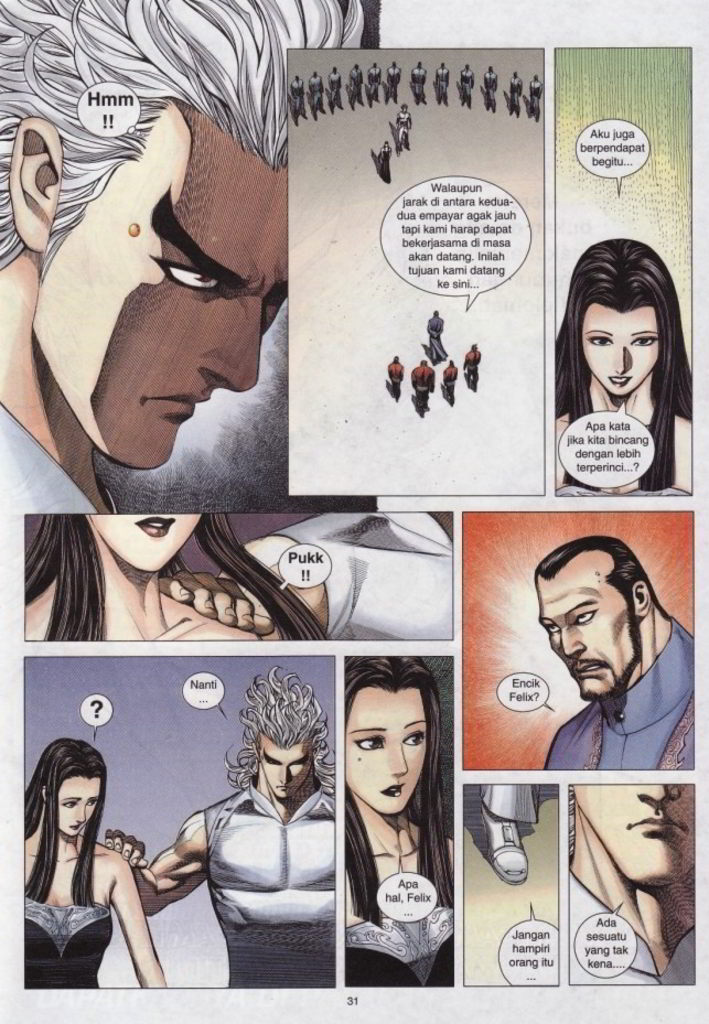 Hmm
!!
Walaupun
jarak di antara kedua-
dua empayar agak jauh
tapi kami harap dapat
bekerjasama di masa
akan datang. Inilah
tujuan kami datang
ke sini...
Aku juga
berpendapat
begitu...
Apa kata
jika kita bincang
dengan lebih
terperinci...?
Pukk
!!
Encik
Felix?
?
Nanti
...
Apa
hal, Felix
...
Jangan
hampiri
orang itu
...
Ada
sesuatu
yang tak
kena....
31